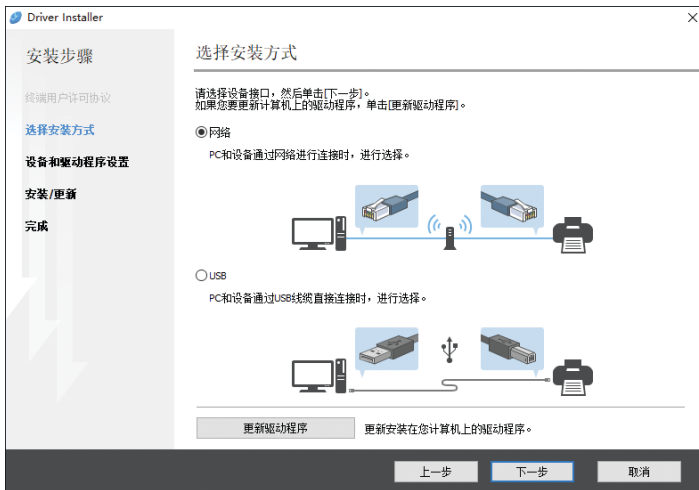 Driver Installer
安装步骤
终端用户许可协议
选择安装方式
设备和驱动程序设置
安装/更新
完成
选择安装方式
请选择设备接口，然后单击[下一步]。
如果您要更新计算机上的驱动程序，单击[更新驱动程序]。
网络
PC和设备通过网络进行连接时，进行选择。
USB
PC和设备通过USB线缆直接连接时，进行选择。
更新驱动程序
更新安装在您计算机上的驱动程序。
上一步
下一步
取消